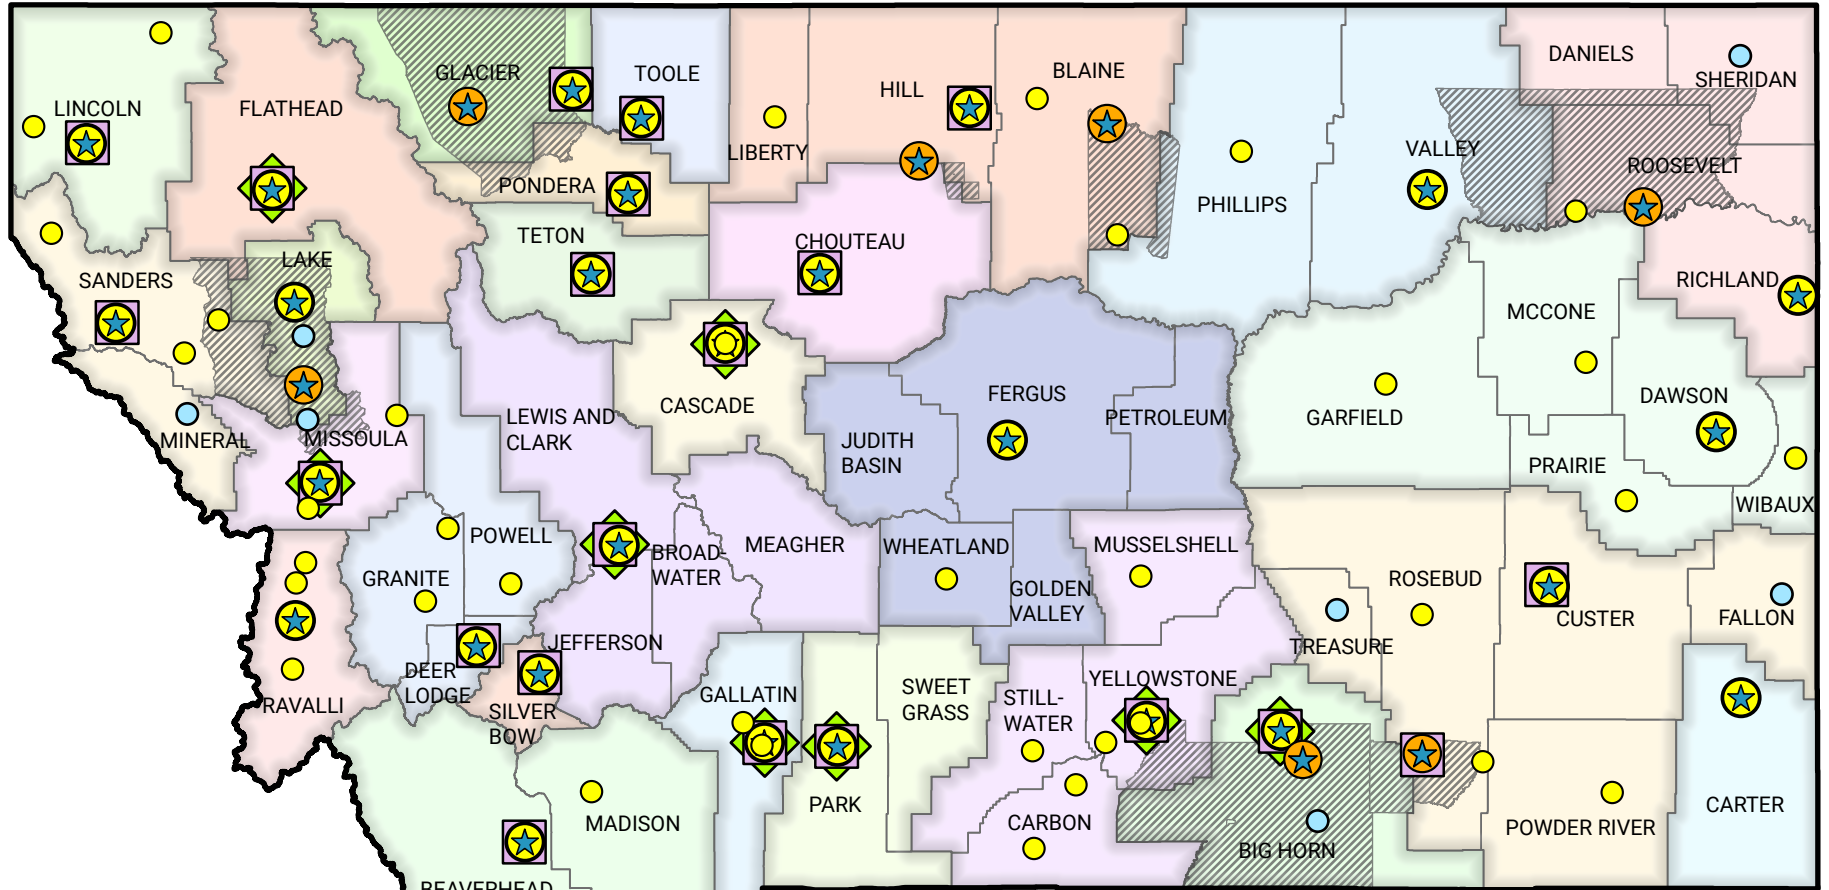 DANIELS
SHERIDAN
GLACIER
TOOLE
BLAINE
HILL
LINCOLN
FLATHEAD
LIBERTY
VALLEY
ROOSEVELT
PONDERA
PHILLIPS
TETON
CHOUTEAU
LAKE
SANDERS
RICHLAND
MCCONE
FERGUS
DAWSON
CASCADE
LEWIS AND
CLARK
PETROLEUM
GARFIELD
MINERAL
MISSOULA
JUDITH
BASIN
PRAIRIE
WIBAUX
POWELL
BROAD-
WATER
MEAGHER
WHEATLAND
MUSSELSHELL
GRANITE
GOLDEN
VALLEY
ROSEBUD
CUSTER
FALLON
JEFFERSON
TREASURE
DEER
LODGE
GALLATIN
SWEET
GRASS
STILL-
WATER
YELLOWSTONE
RAVALLI
SILVER
BOW
PARK
CARTER
MADISON
CARBON
BIG HORN
POWDER RIVER
BEAVERHEAD